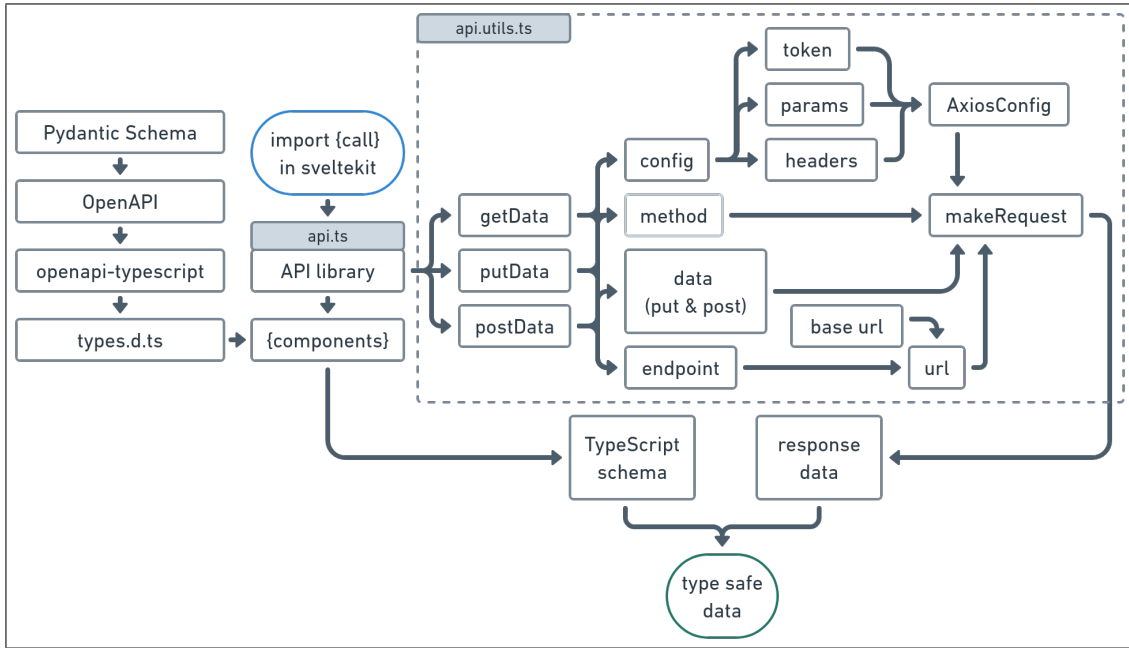 api.utils.ts
token
params
headers
AxiosConfig
Pydantic Schema
OpenAPI
openapi-typescript
types.d.ts
import {call}
in sveltekit
api.ts
API library
{components}
getData
putData
postData
config
method
data
(put & post)
endpoint
base url
url
makeRequest
TypeScript
schema
response
data
type safe
data